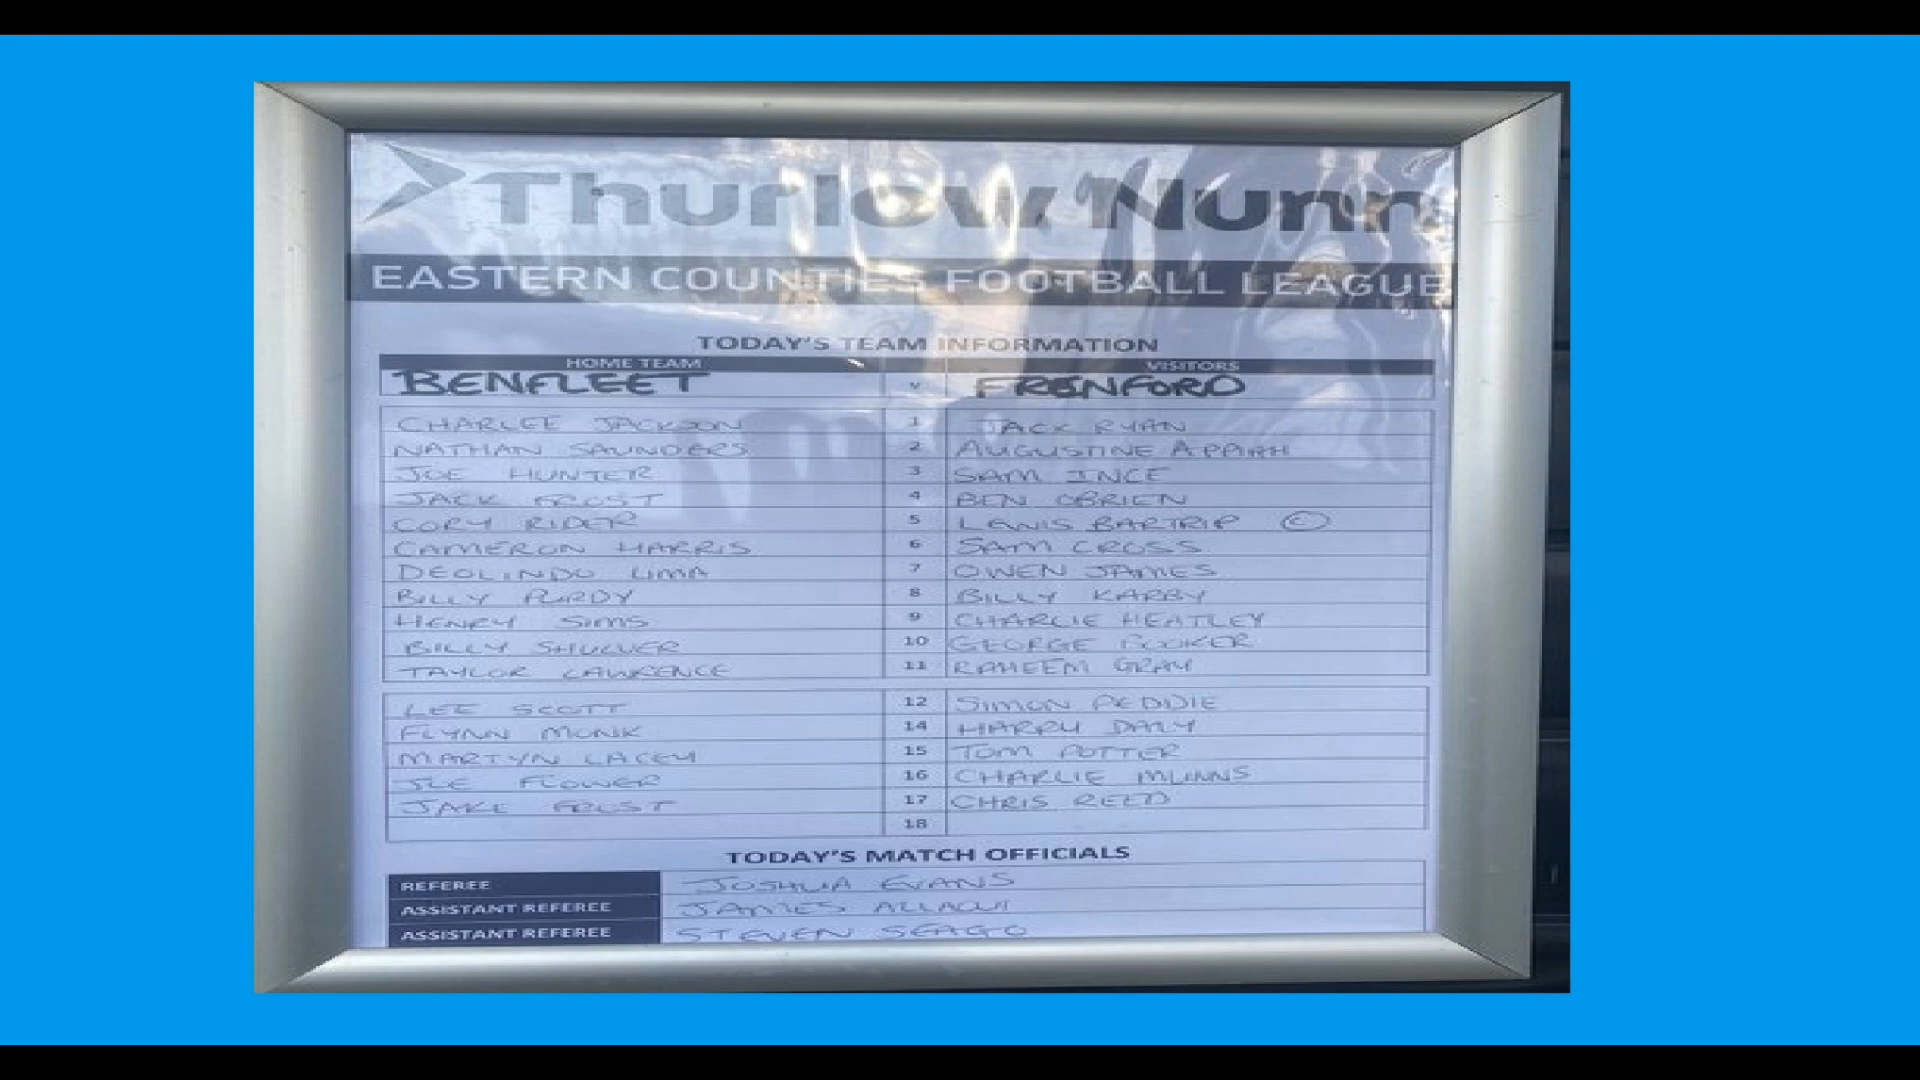 Thurlow Nunn
EASTERN COUNTIES FOOTBALL LEAGUE
TODAY'S TEAM INFORMATION
HOME TEAM VISITORS
BENFLEET v FRENFORD
CHARLEE JACKSON 1 JACK RYAN
NATHAN SAUNDERS 2 AUGUSTINE APPIAH
JOE HUNTER 3 SAM INCE
JACK FROST 4 BEN OBRIEN
CORY RIDER 5 LEWIS BARTRIP C
CAMERON HARRIS 6 SAM CROSS
DEOLINDO LIMA 7 OWEN JAMES
BILLY PURDY 8 BILLY KARBY
HENRY SIMS 9 CHARLIE HEATLEY
BILLY 10 GEORGE
TAYLOR LAWRENCE 11 RAHEEM GRAY
LEE SCOTT 12 SIMON PEDDIE
FLYNN MONK 14 HARRY DALY
MARTYN LACEY 15 TOM POTTER
JOE FLOWER 16 CHARLIE MUNNS
JAKE FROST 17 CHRIS REED
18
TODAY'S MATCH OFFICIALS
REFEREE JOSHUA EVANS
ASSISTANT REFEREE JAMES
ASSISTANT REFEREE STEVEN SEAGO